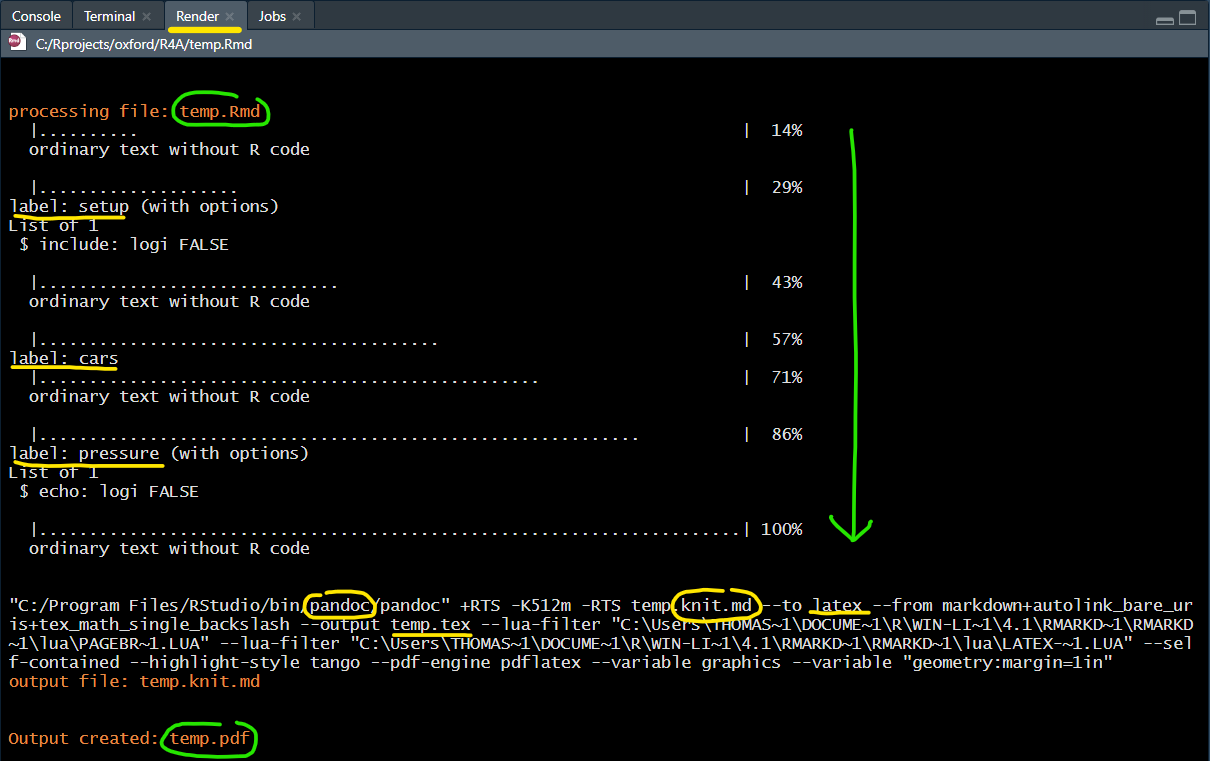 Console Terminal Render Jobs
C:/Rprojects/oxford/R4A/temp.Rmd
processing file: temp.Rmd
|.......... | 14%
ordinary text without R code
|.................... | 29%
label: setup (with options)
List of 1
$ include: logi FALSE
|.............................. | 43%
ordinary text without R code
|........................................ | 57%
label: cars
|.................................................. | 71%
ordinary text without R code
|............................................................ | 86%
label: pressure (with options)
List of 1
$ echo: logi FALSE
|......................................................................| 100%
ordinary text without R code
"C:/Program Files/RStudio/bin/pandoc/pandoc" +RTS -K512m -RTS temp.knit.md --to latex --from markdown+autolink_bare_ur
is+tex_math_single_backslash --output temp.tex --lua-filter "C:\Users\THOMAS~1\DOCUME~1\R\WIN-LI~1\4.1\RMARKD~1\RMARKD
~1\lua\PAGEBR~1.LUA" --lua-filter "C:\Users\THOMAS~1\DOCUME~1\R\WIN-LI~1\4.1\RMARKD~1\RMARKD~1\lua\LATEX-~1.LUA" --sel
f-contained --highlight-style tango --pdf-engine pdflatex --variable graphics --variable "geometry:margin=1in"
output file: temp.knit.md
Output created: temp.pdf